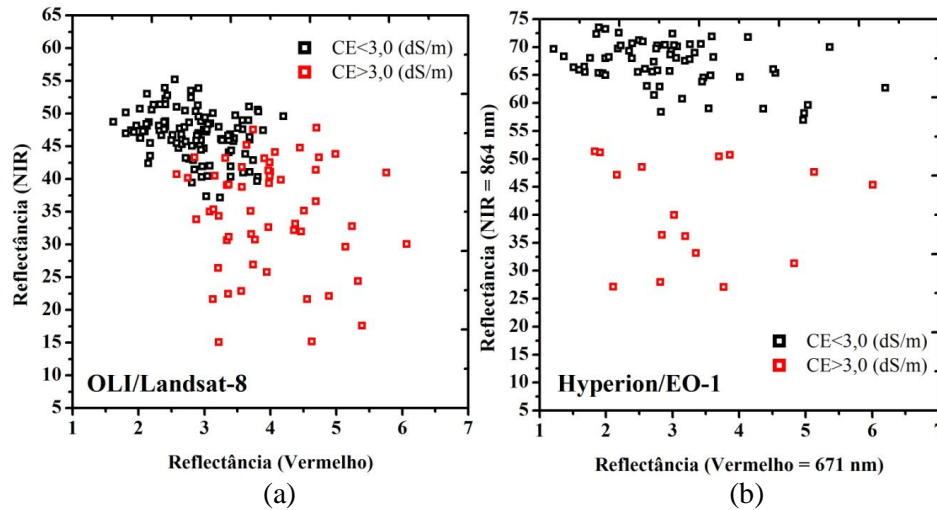 (a)
CE<3,0 (dS/m)
CE>3,0 (dS/m)
Reflectância (NIR)
65
60
55
50
45
40
35
30
25
20
15
10
5
OLI/Landsat-8
1 2 3 4 5 6 7
Reflectância (Vermelho)
(a)
(b)
Reflectância (NIR = 864 nm)
75
70
65
60
55
50
45
40
35
30
25
20
15
10
5
CE<3,0 (dS/m)
CE>3,0 (dS/m)
Hyperion/EO-1
1 2 3 4 5 6 7
Reflectância (Vermelho = 671 nm)
(b)